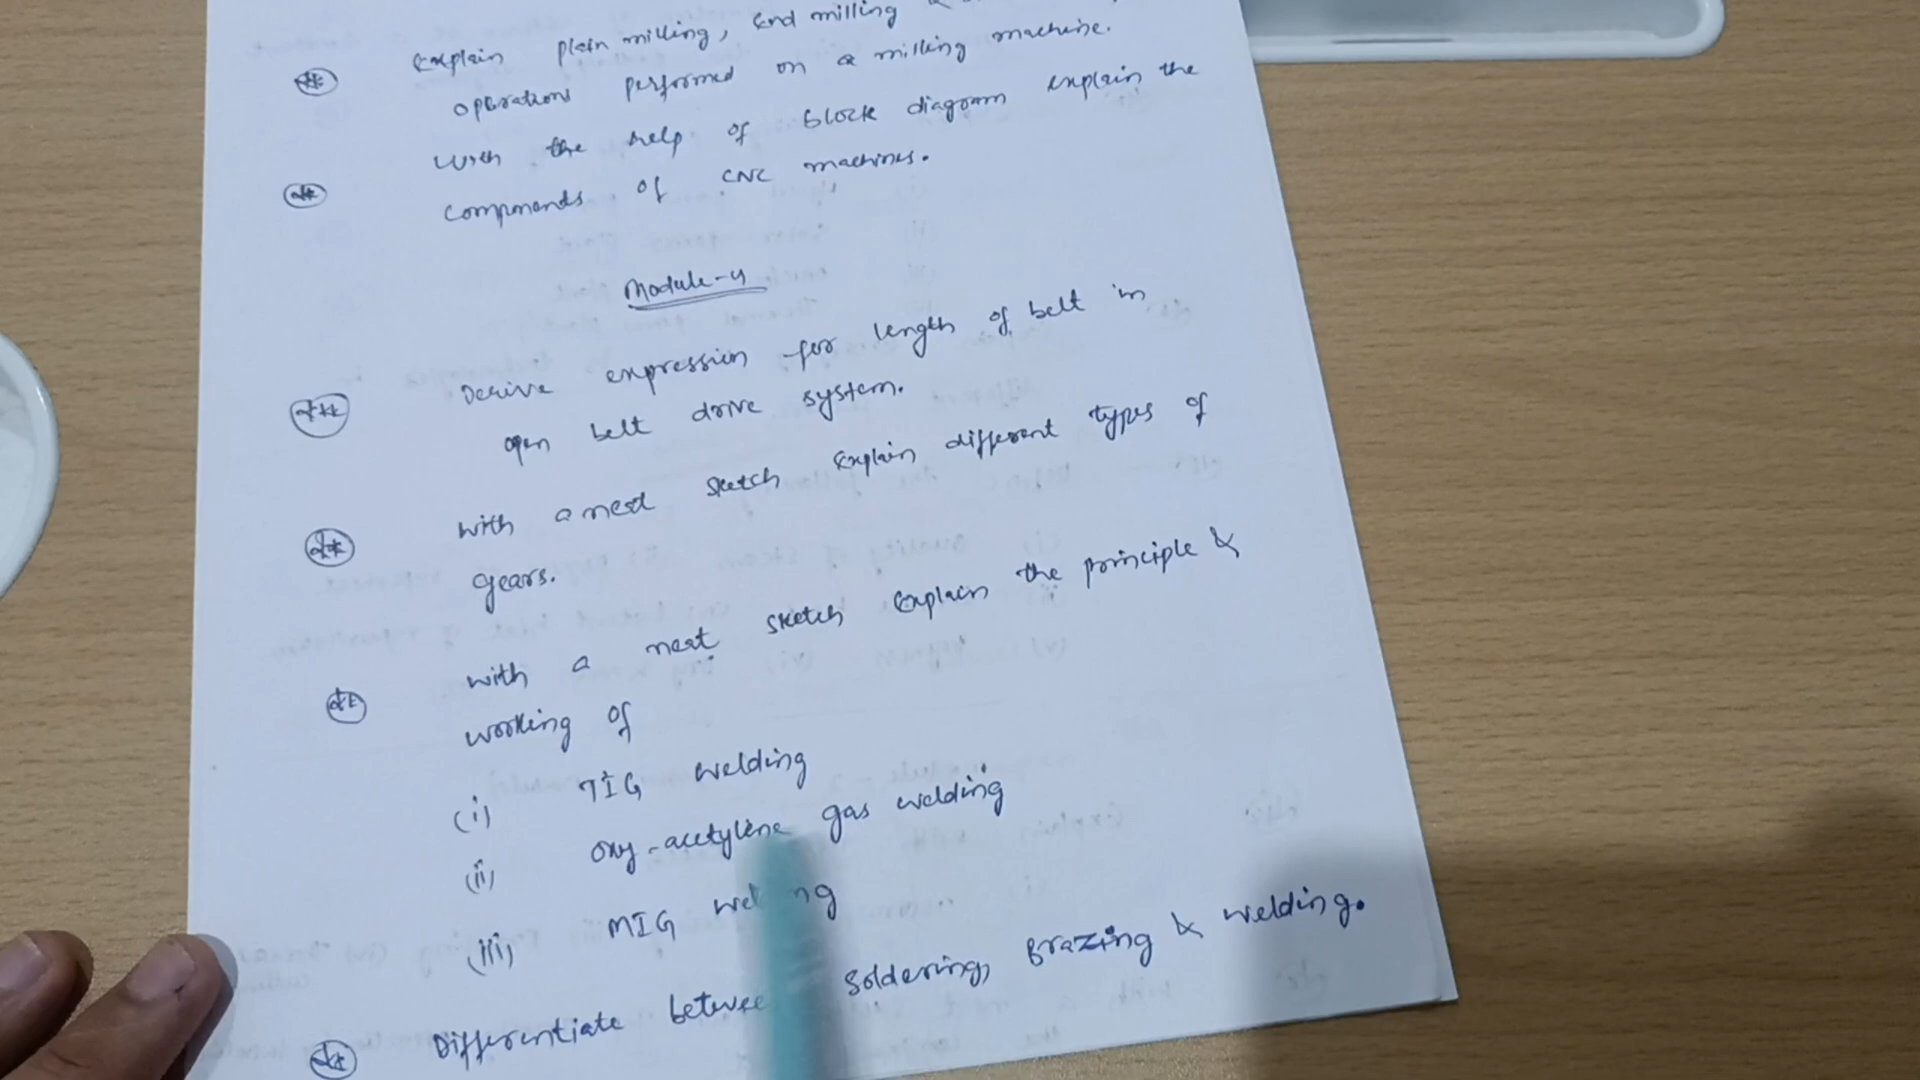 ** Explain plain milling, End milling &
operations performed on a milling machine.
** With the help of block diagram explain the
components of CNC machines.
Module-4
*** Derive expression for length of belt in
open belt drive system.
** With a neat sketch Explain different types of
gears.
** With a neat sketch Explain the principle &
working of
(i) TIG welding
(ii) Oxy-acetylene gas welding
(iii) MIG welding
** Differentiate between soldering, Brazing & welding.